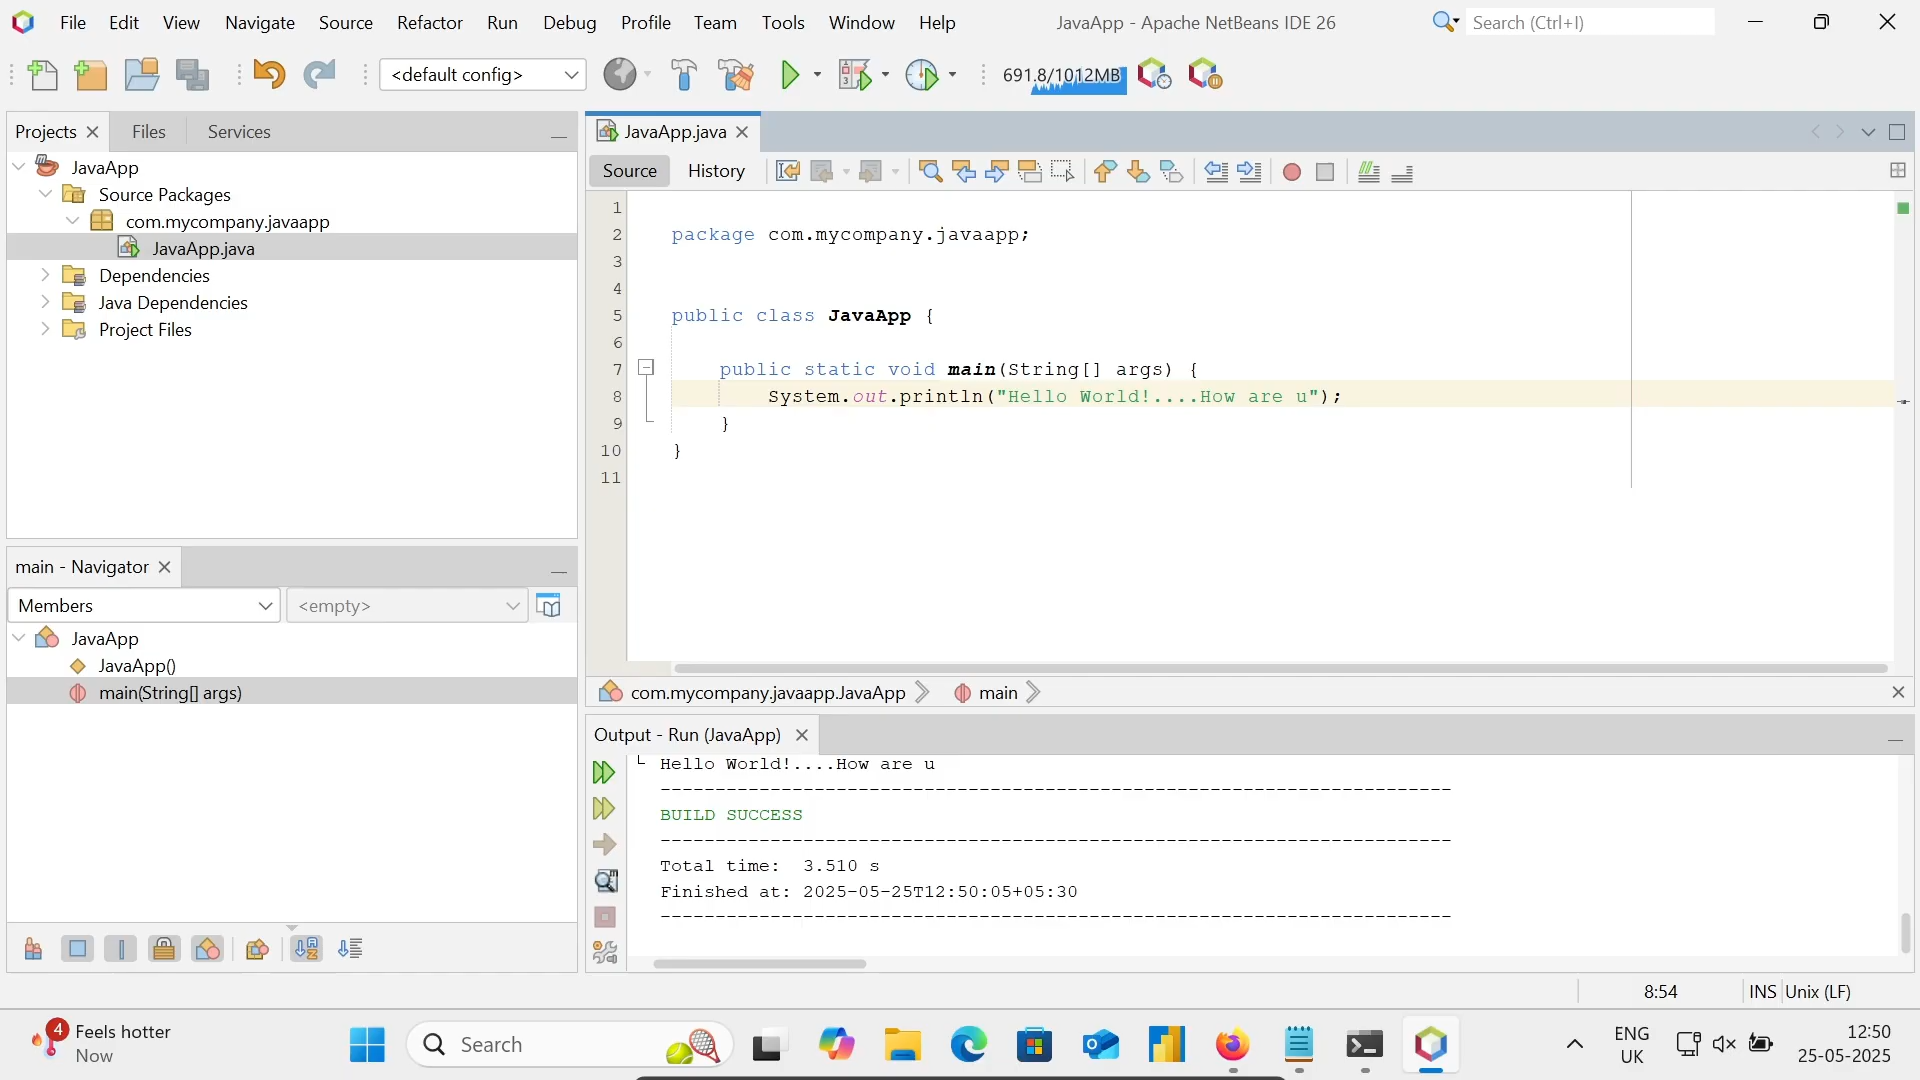 File Edit View Navigate Source Refactor Run Debug Profile Team Tools Window Help JavaApp - Apache NetBeans IDE 26 Search (Ctrl+I)
<default config> 691.8/1012MB
Projects Files Services
JavaApp
Source Packages
com.mycompany.javaapp
JavaApp.java
Dependencies
Java Dependencies
Project Files
main - Navigator
Members <empty>
JavaApp
JavaApp()
main(String[] args)
JavaApp.java
Source History
1
2 package com.mycompany.javaapp;
3
4
5 public class JavaApp {
6
7 public static void main(String[] args) {
8 System.out.println("Hello World!....How are u");
9 }
10 }
11
com.mycompany.javaapp.JavaApp main
Output - Run (JavaApp)
Hello World!....How are u
------------------------------------------------------------------------
BUILD SUCCESS
------------------------------------------------------------------------
Total time:  3.510 s
Finished at: 2025-05-25T12:50:05+05:30
------------------------------------------------------------------------
8:54 INS Unix (LF)
4 Feels hotter
Now
Search
ENG
UK
12:50
25-05-2025